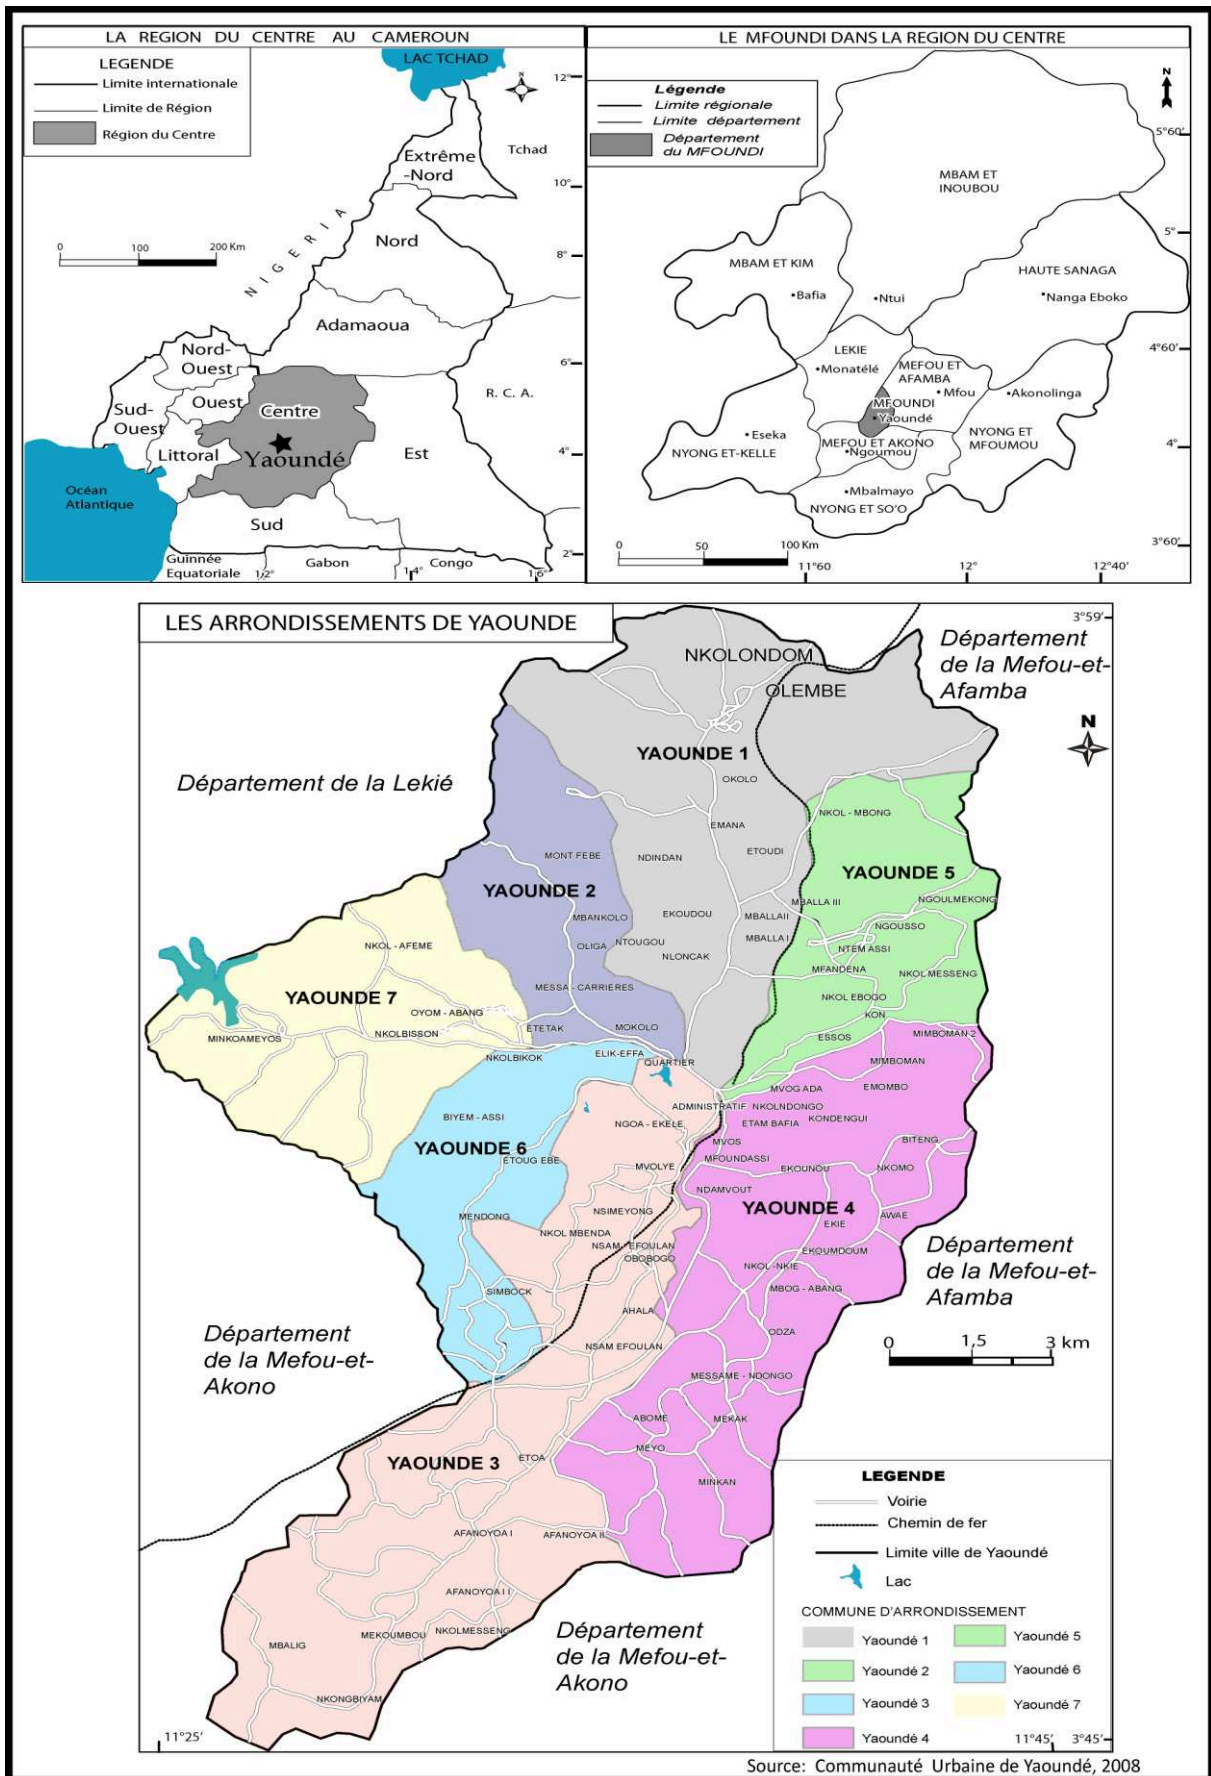 LA REGION DU CENTRE AU CAMEROUN
LEGENDE
Limite internationale
Limite de Région
Région du Centre
LAC TCHAD
12°
Tchad
Extrême
-Nord
10°
0 100 200 Km
NIGERIA
Nord
8°
Adamaoua
Nord-
Ouest
6°
Ouest
R. C. A.
Centre
Sud-
Ouest
Littoral
Yaoundé
Est
4°
Océan
Atlantique
Sud
2°
Guinnée
Equatoriale
Gabon
Congo
12°
14°
16°
LE MFOUNDI DANS LA REGION DU CENTRE
Légende
Limite régionale
Limite département
Département
du MFOUNDI
N
5°60'
MBAM ET
INOUBOU
5°
MBAM ET KIM
HAUTE SANAGA
Bafia
Ntui
Nanga Eboko
4°60'
LEKIE
Monatélé
MEFOU ET
AFAMBA
Mfou
Akonolinga
MFOUNDI
Yaoundé
Eseka
NYONG ET
MFOUMOU
4°
MEFOU ET AKONO
Ngoumou
NYONG ET-KELLE
Mbalmayo
NYONG ET SO'O
0 50 100 Km
3°60'
11°60
12°
12°40'
LES ARRONDISSEMENTS DE YAOUNDE
3°59'
Département
de la Mefou-et-
Afamba
N
NKOLONDOM
OLEMBE
YAOUNDE 1
Département de la Lekié
OKOLO
NKOL - MBONG
EMANA
ETOUDI
MONT FEBE
NDINDAN
YAOUNDE 5
YAOUNDE 2
MBALLA III
NGOULMEKONG
MBANKOLO
EKOUDOU
MBALLAII
NGOUSSO
NKOL - AFEME
OLIGA
NTOUGOU
MBALLA I
NTEM ASSI
NLONCAK
MFANDENA
NKOL MESSENG
MESSA - CARRIERES
YAOUNDE 7
NKOL EBOGO
OYOM - ABANG
KON
ETETAK
MOKOLO
NKOLBISSON
MINKOAMEYOS
ESSOS
MIMBOMAN 2
NKOLBIKOK
ELIK-EFFA
QUARTIER
MIMBOMAN
MVOG ADA
EMOMBO
ADMINISTRATIF
NKOLNDONGO
BIYEM - ASSI
NGOA - EKELE
ETAM BAFIA
KONDENGUI
YAOUNDE 6
MVOS
BITENG
ETOUG EBE
MFOUNDASSI
MVOLYE
EKOUNOU
NKOMO
NDAMVOUT
YAOUNDE 4
NSIMEYONG
MENDONG
AWAE
NKOL MBENDA
EKIE
NSAM - EFOULAN
EKOUMDOUM
OBOBOGO
NKOL -NKIE
Département
de la Mefou-et-
Afamba
SIMBOCK
MBOG - ABANG
AHALA
ODZA
Département
de la Mefou-et-
Akono
NSAM EFOULAN
0 1,5 3 km
MESSAME - NDONGO
ABOME
MEKAK
MEYO
YAOUNDE 3
ETOA
MINKAN
AFANOYOA I
AFANOYOA II
AFANOYOA I I
MBALIG
MEKOUMBOU
NKOLMESSENG
NKONGBIYAM
Département
de la Mefou-et-
Akono
LEGENDE
Voirie
Chemin de fer
Limite ville de Yaoundé
Lac
COMMUNE D'ARRONDISSEMENT
Yaoundé 1
Yaoundé 2
Yaoundé 3
Yaoundé 4
Yaoundé 5
Yaoundé 6
Yaoundé 7
11°25'
11°45'
3°45'
Source: Communauté Urbaine de Yaoundé, 2008